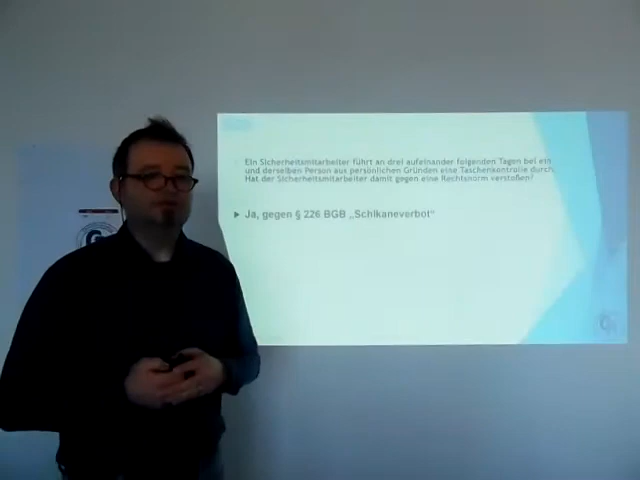 Ein Sicherheitsmitarbeiter führt an drei aufeinander folgenden Tagen bei ein
und derselben Person aus persönlichen Gründen eine Taschenkontrolle durch.
Hat der Sicherheitsmitarbeiter damit gegen eine Rechtsnorm verstoßen?
Ja, gegen § 226 BGB „Schikaneverbot“